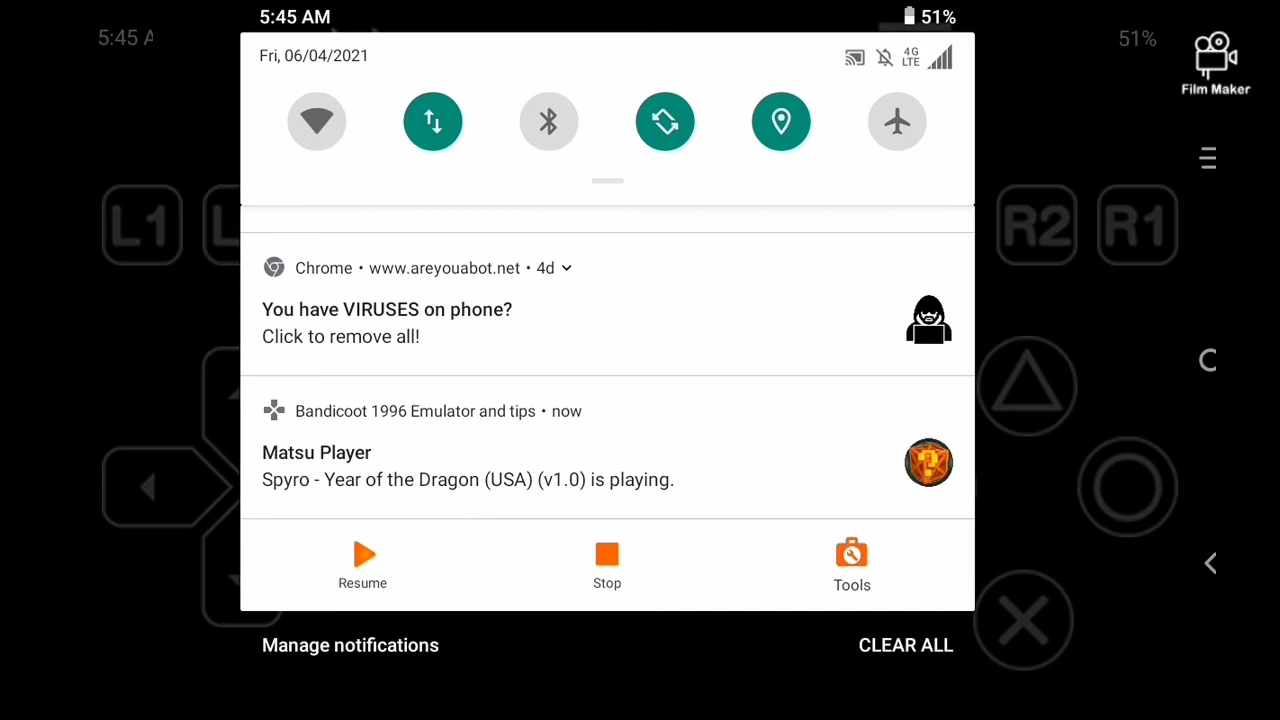 5:45 AM
51%
5:45 A
51%
Film Maker
Fri, 06/04/2021
4G
LTE
L1
L
R2
R1
Chrome • www.areyouabot.net • 4d
You have VIRUSES on phone?
Click to remove all!
Bandicoot 1996 Emulator and tips • now
Matsu Player
Spyro - Year of the Dragon (USA) (v1.0) is playing.
Resume
Stop
Tools
Manage notifications
CLEAR ALL